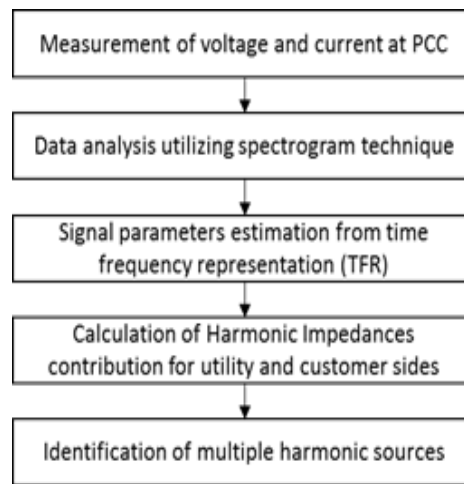 Measurement of voltage and current at PCC
Data analysis utilizing spectrogram technique
Signal parameters estimation from time
frequency representation (TFR)
Calculation of Harmonic Impedances
contribution for utility and customer sides
Identification of multiple harmonic sources